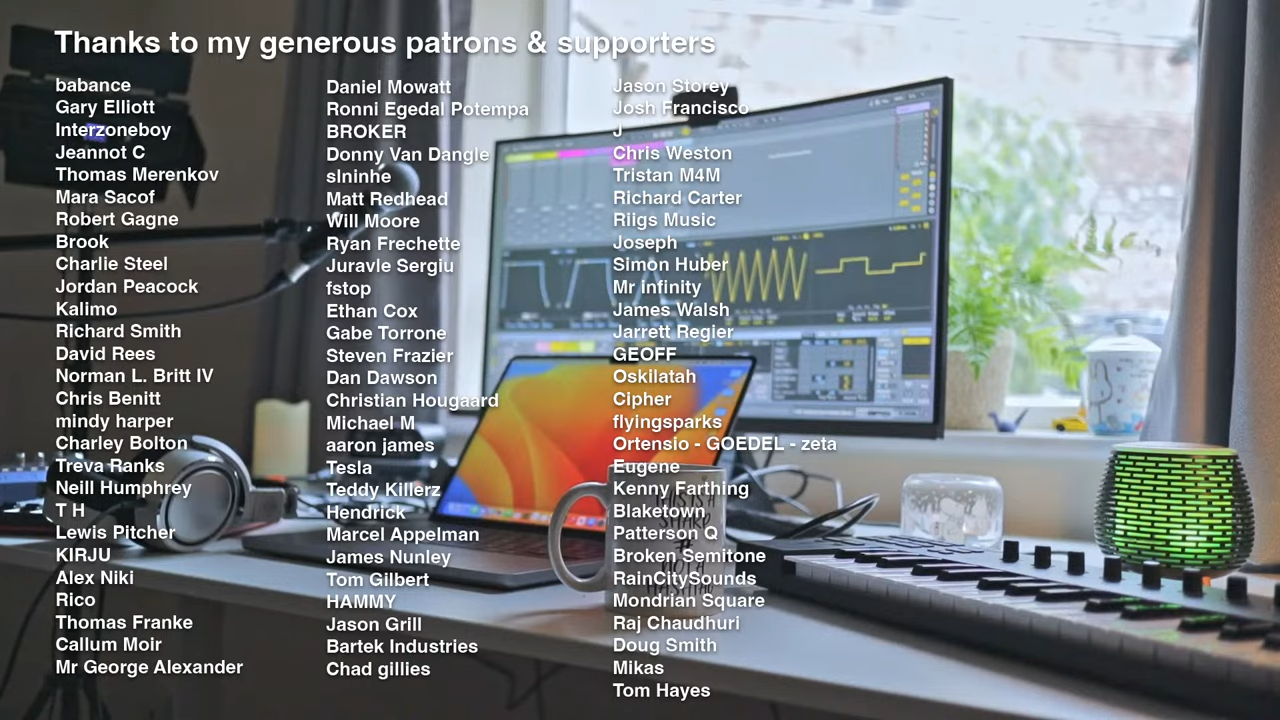 Thanks to my generous patrons & supporters
babance
Gary Elliott
Interzoneboy
Jeannot C
Thomas Merenkov
Mara Sacof
Robert Gagne
Brook
Charlie Steel
Jordan Peacock
Kalimo
Richard Smith
David Rees
Norman L. Britt IV
Chris Benitt
mindy harper
Charley Bolton
Treva Ranks
Neill Humphrey
T H
Lewis Pitcher
KIRJU
Alex Niki
Rico
Thomas Franke
Callum Moir
Mr George Alexander
Daniel Mowatt
Ronni Egedal Potempa
BROKER
Donny Van Dangle
slninhe
Matt Redhead
Will Moore
Ryan Frechette
Juravle Sergiu
fstop
Ethan Cox
Gabe Torrone
Steven Frazier
Dan Dawson
Christian Hougaard
Michael M
aaron james
Tesla
Teddy Killerz
Hendrick
Marcel Appelman
James Nunley
Tom Gilbert
HAMMY
Jason Grill
Bartek Industries
Chad gillies
Jason Storey
Josh Francisco
J
Chris Weston
Tristan M4M
Richard Carter
Riigs Music
Joseph
Simon Huber
Mr infinity
James Walsh
Jarrett Regier
GEOFF
Oskilatah
Cipher
flyingsparks
Ortensio - GOEDEL - zeta
Eugene
Kenny Farthing
Blaketown
Patterson Q
Broken Semitone
RainCitySounds
Mondrian Square
Raj Chaudhuri
Doug Smith
Mikas
Tom Hayes